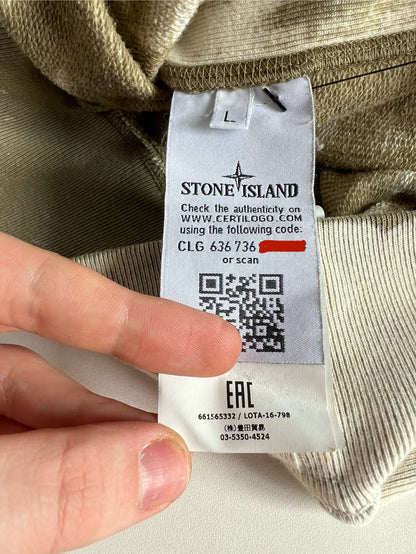 L
STONE ISLAND
Check the authenticity on
WWW.CERTILOGO.COM
using the following code:
CLG 636 736
or scan
EAC
661565332 / LOTA-16-798
(株)豊田貿易
03-5350-4524